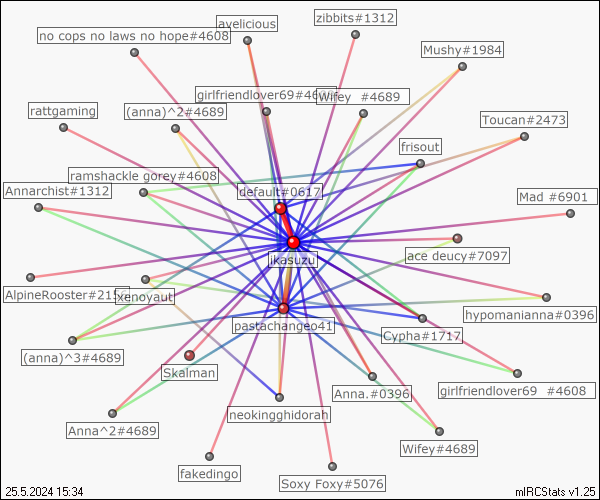 zibbits#1312
avelicious
no cops no laws no hope#4608
Mushy#1984
girlfriendlover69#46
Wifey #4689
rattgaming
(anna)^2#4689
Toucan#2473
frisout
ramshackle gorey#4608
Annarchist#1312
default#0617
Mad #6901
ace deucy#7097
likasuzu
AlpineRooster#215
xenoyaut
hypomanianna#0396
pastachangeo41
Cypha#1717
(anna)^3#4689
Skalman
Anna.#0396
girlfriendlover69 #4608
neokingghidorah
Anna^2#4689
Wifey#4689
fakedingo
Soxy Foxy#5076
25.5.2024 15:34
mIRCStats v1.25